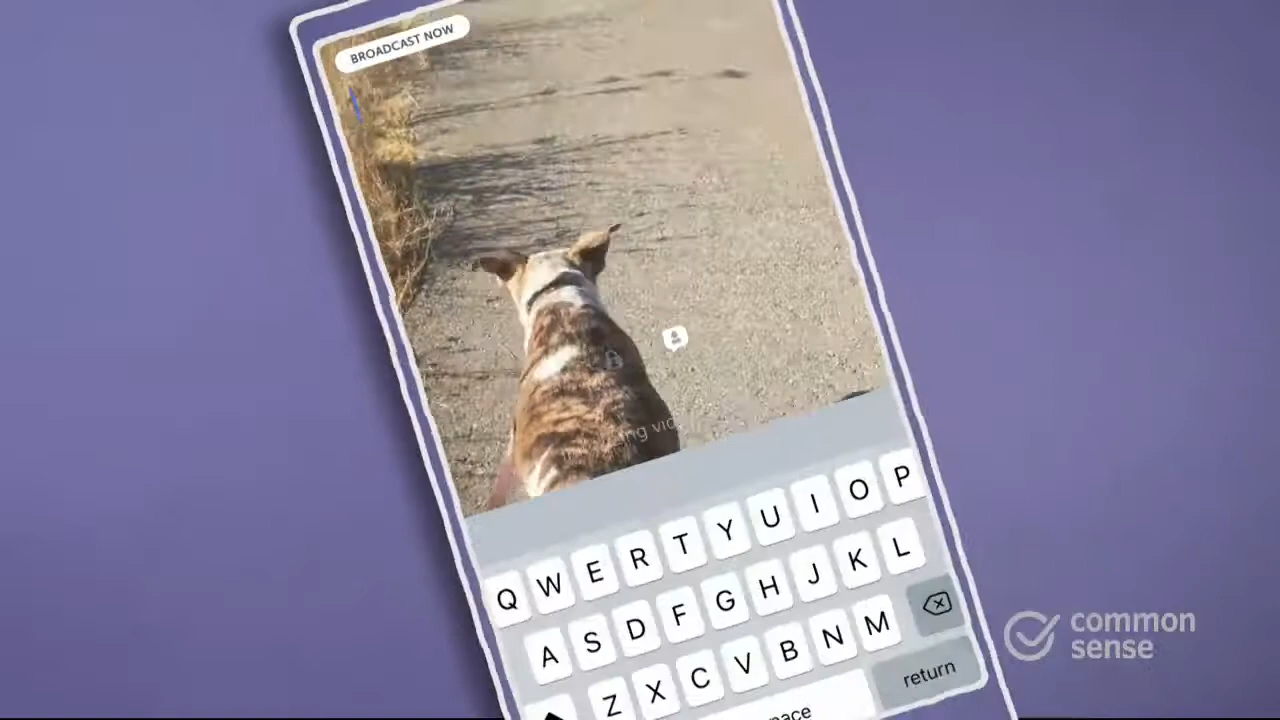 BROADCAST NOW
Q W E R T Y U I O P
A S D F G H J K L
Z X C V B N M
return
common
sense